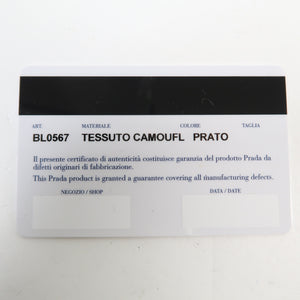 ART. MATERIALE COLORE TAGLIA
BL0567 TESSUTO CAMOUFL PRATO
Il presente certificato di autenticità costituisce garanzia del prodotto Prada da
difetti originari di fabbricazione.
This Prada product is granted a guarantee covering all manufacturing defects.
NEGOZIO / SHOP DATA / DATE